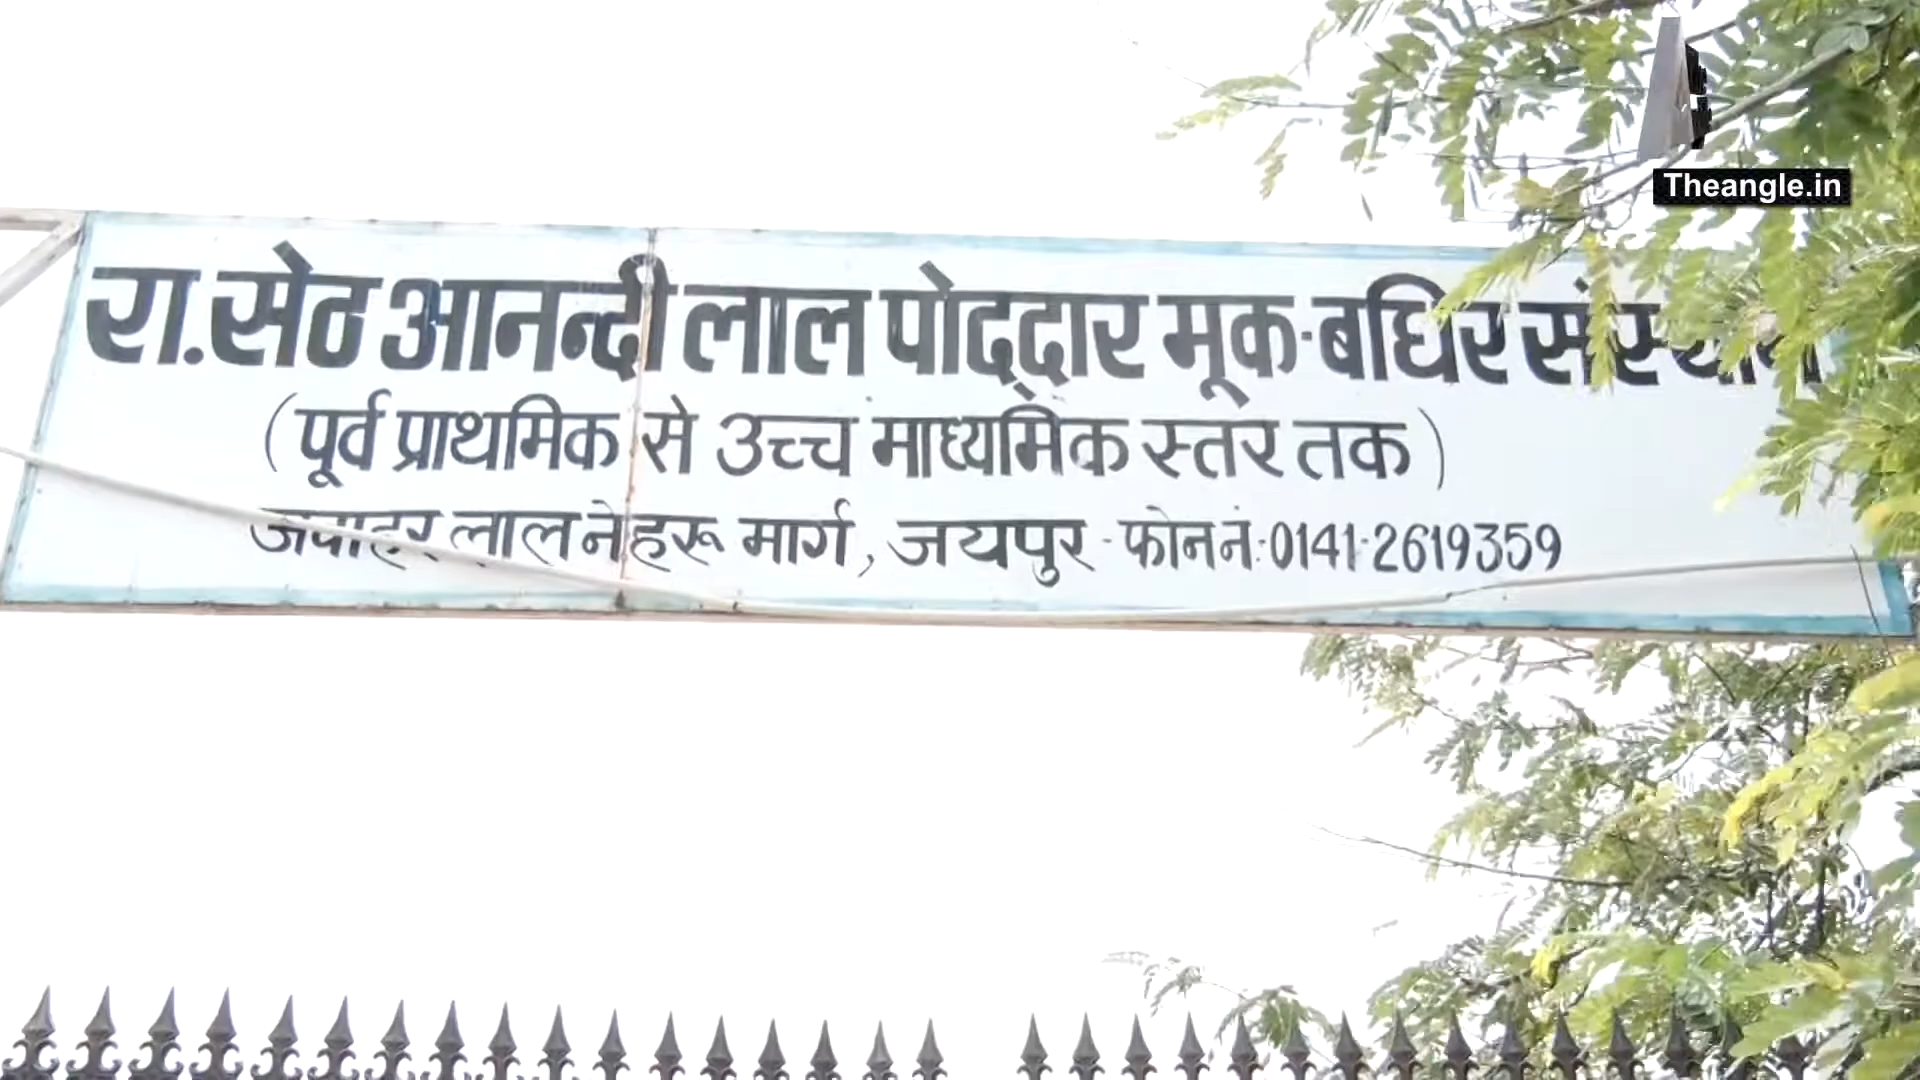 Theangle.in
रा.सेठ आनन्दी लाल पोद्दार मूक-बधिर संस्थान
(पूर्व प्राथमिक से उच्च माध्यमिक स्तर तक)
जवाहर लाल नेहरू मार्ग, जयपुर - फोन नं.:0141-2619359